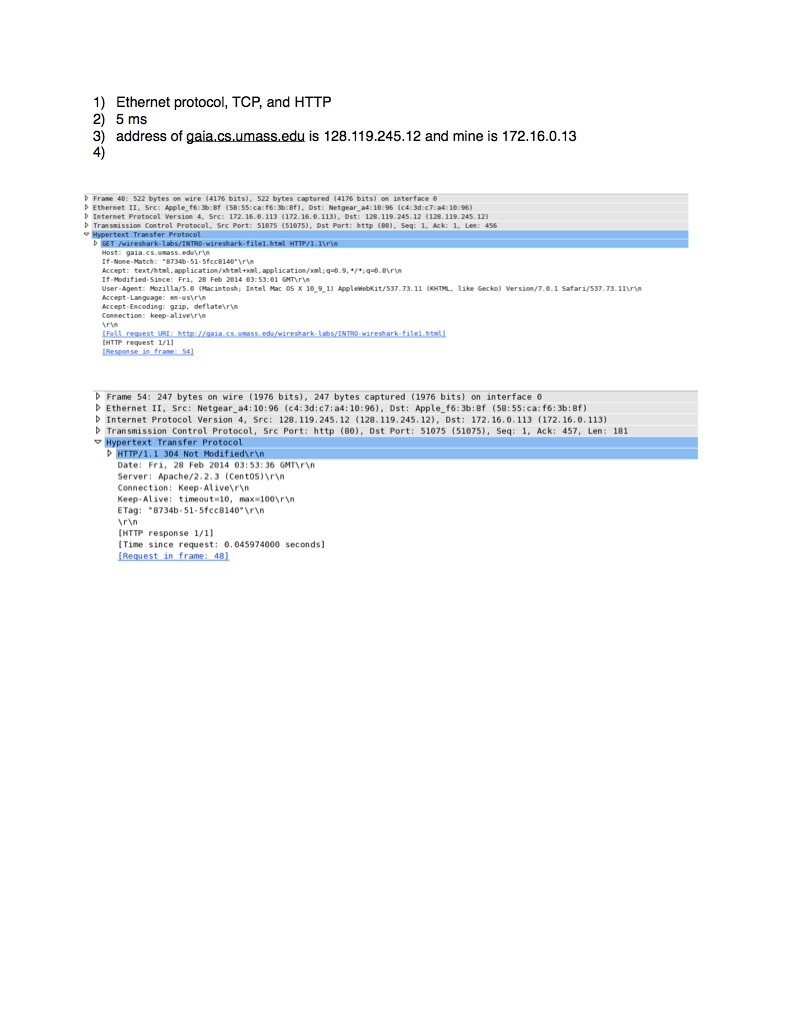 1) Ethernet protocol, TCP, and HTTP
2) 5 ms
3) address of gaia.cs.umass.edu is 128.119.245.12 and mine is 172.16.0.13
4)
Frame 48: 522 bytes on wire (4176 bits), 522 bytes captured (4176 bits) on interface 0
Ethernet II, Src: Apple_f6:3b:8f (58:55:ca:f6:3b:8f), Dst: Netgear_a4:10:96 (c4:3d:c7:a4:10:96)
Internet Protocol Version 4, Src: 172.16.0.113 (172.16.0.113), Dst: 128.119.245.12 (128.119.245.12)
Transmission Control Protocol, Src Port: 51075 (51075), Dst Port: http (80), Seq: 1, Ack: 1, Len: 456
Hypertext Transfer Protocol
GET /wireshark-labs/INTRO-wireshark-file1.html HTTP/1.1\r\n
Host: gaia.cs.umass.edu\r\n
If-None-Match: "8734b-51-5fcc8140"\r\n
Accept: text/html,application/xhtml+xml,application/xml;q=0.9,*/*;q=0.8\r\n
If-Modified-Since: Fri, 28 Feb 2014 03:53:01 GMT\r\n
User-Agent: Mozilla/5.0 (Macintosh; Intel Mac OS X 10_9_1) AppleWebKit/537.73.11 (KHTML, like Gecko) Version/7.0.1 Safari/537.73.11\r\n
Accept-Language: en-us\r\n
Accept-Encoding: gzip, deflate\r\n
Connection: keep-alive\r\n
\r\n
[Full request URI: http://gaia.cs.umass.edu/wireshark-labs/INTRO-wireshark-file1.html]
[HTTP request 1/1]
[Response in frame: 54]
Frame 54: 247 bytes on wire (1976 bits), 247 bytes captured (1976 bits) on interface 0
Ethernet II, Src: Netgear_a4:10:96 (c4:3d:c7:a4:10:96), Dst: Apple_f6:3b:8f (58:55:ca:f6:3b:8f)
Internet Protocol Version 4, Src: 128.119.245.12 (128.119.245.12), Dst: 172.16.0.113 (172.16.0.113)
Transmission Control Protocol, Src Port: http (80), Dst Port: 51075 (51075), Seq: 1, Ack: 457, Len: 181
Hypertext Transfer Protocol
HTTP/1.1 304 Not Modified\r\n
Date: Fri, 28 Feb 2014 03:53:36 GMT\r\n
Server: Apache/2.2.3 (CentOS)\r\n
Connection: Keep-Alive\r\n
Keep-Alive: timeout=10, max=100\r\n
ETag: "8734b-51-5fcc8140"\r\n
\r\n
[HTTP response 1/1]
[Time since request: 0.045974000 seconds]
[Request in frame: 48]